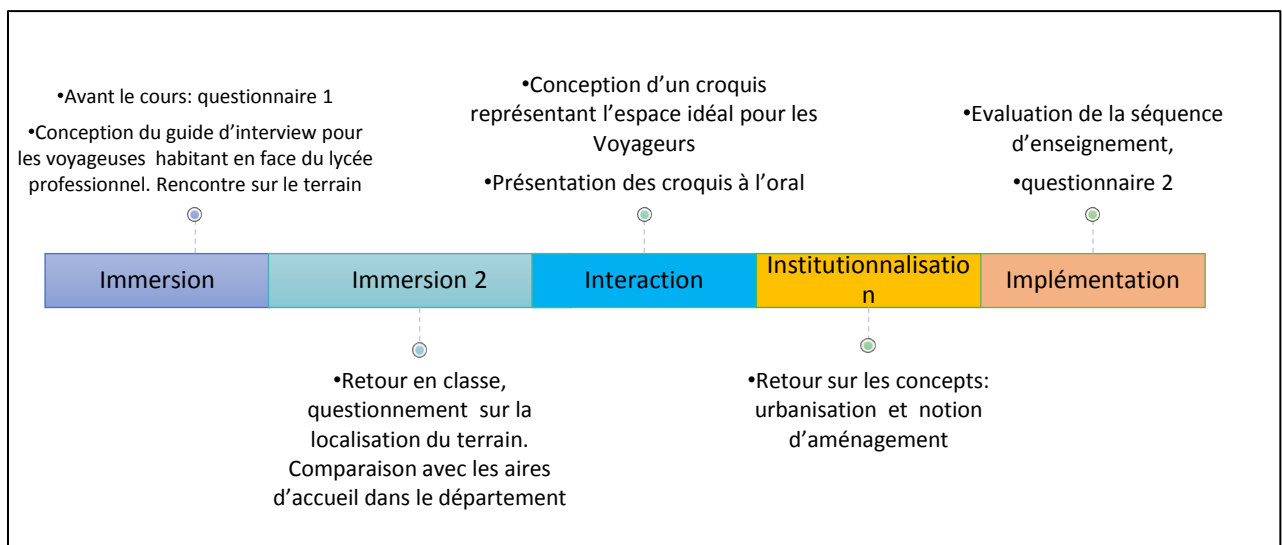 •Avant le cours: questionnaire 1
•Conception du guide d'interview pour
les voyageuses habitant en face du lycée
professionnel. Rencontre sur le terrain
•Conception d'un croquis
représentant l'espace idéal pour les
Voyageurs
•Présentation des croquis à l'oral
•Evaluation de la séquence
d'enseignement,
•questionnaire 2
Immersion
Immersion 2
Interaction
Institutionnalisatio
n
Implémentation
•Retour en classe,
questionnement sur la
localisation du terrain.
Comparaison avec les aires
d'accueil dans le département
•Retour sur les concepts:
urbanisation et notion
d'aménagement